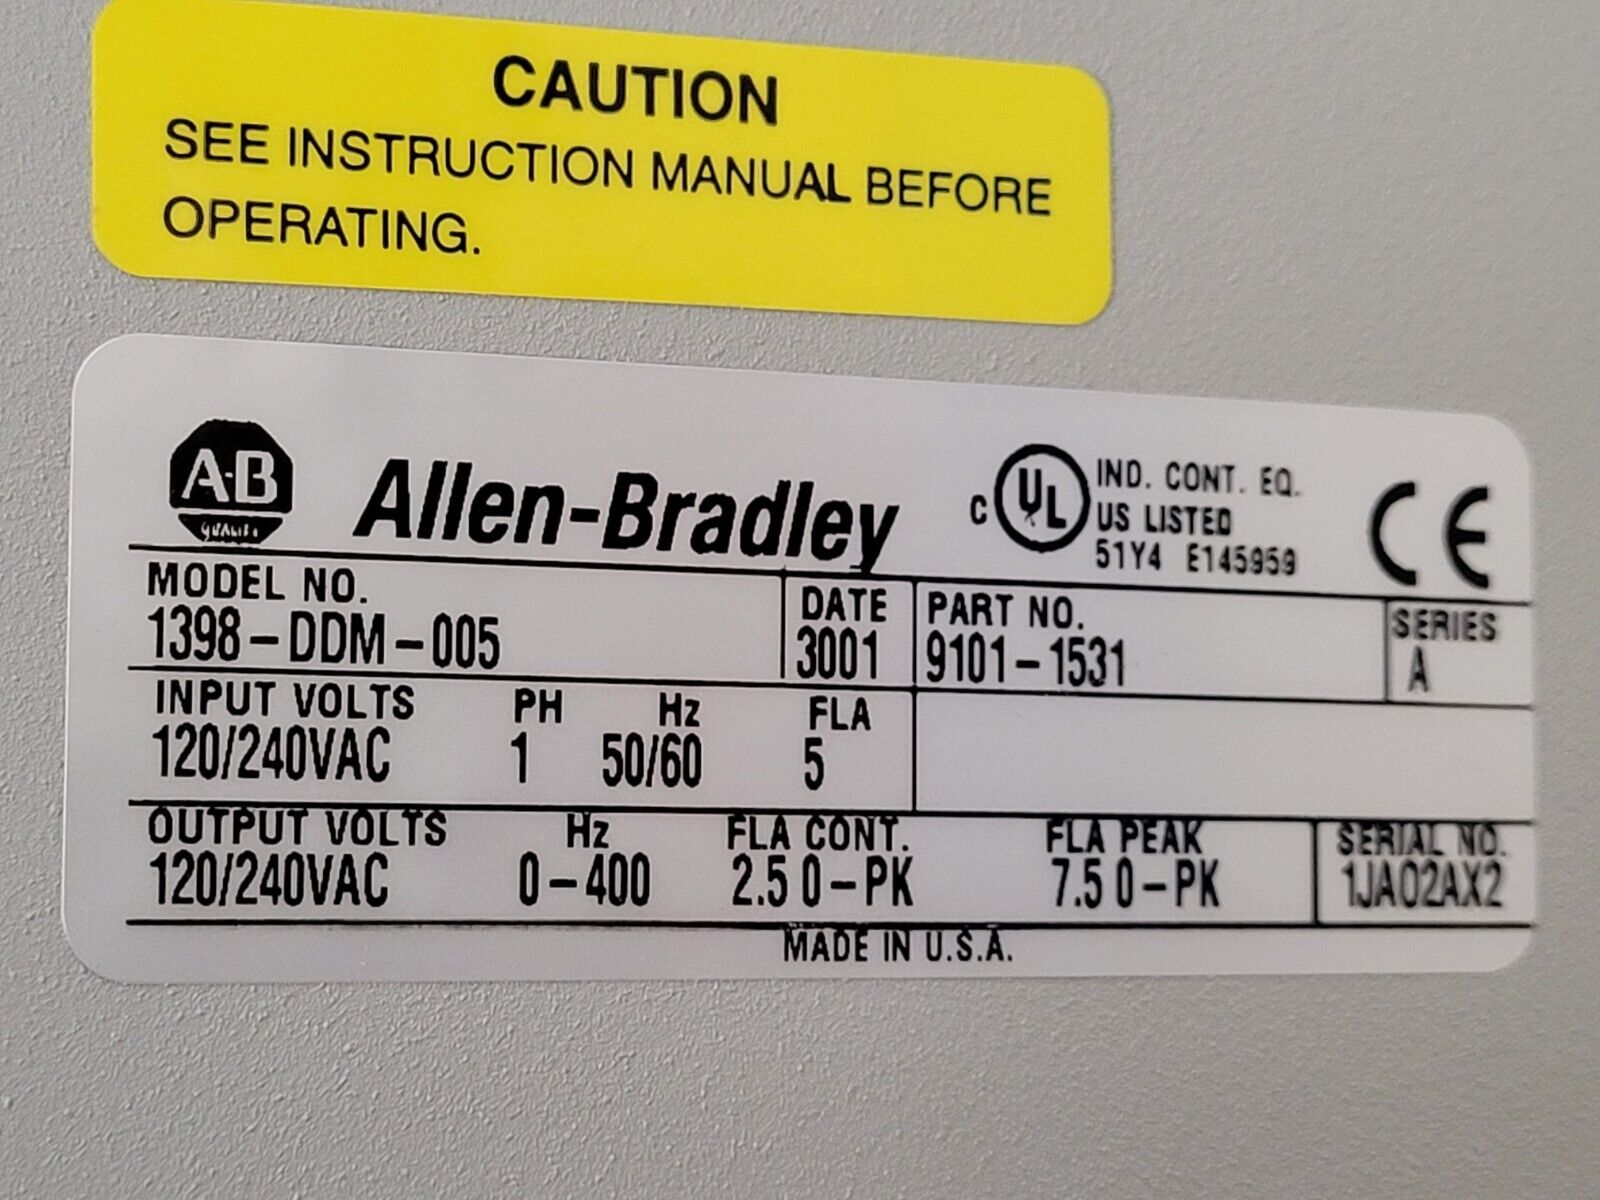 CAUTION
SEE INSTRUCTION MANUAL BEFORE
OPERATING.
A-B
QUALITY
Allen-Bradley
C UL IND. CONT. EQ.
US LISTED
51Y4 E145959
CE
MODEL NO. DATE PART NO. SERIES
1398-DDM-005 3001 9101-1531 A
INPUT VOLTS PH Hz FLA
120/240VAC 1 50/60 5
OUTPUT VOLTS Hz FLA CONT. FLA PEAK SERIAL NO.
120/240VAC 0-400 2.5 0-PK 7.5 0-PK 1JA02AX2
MADE IN U.S.A.